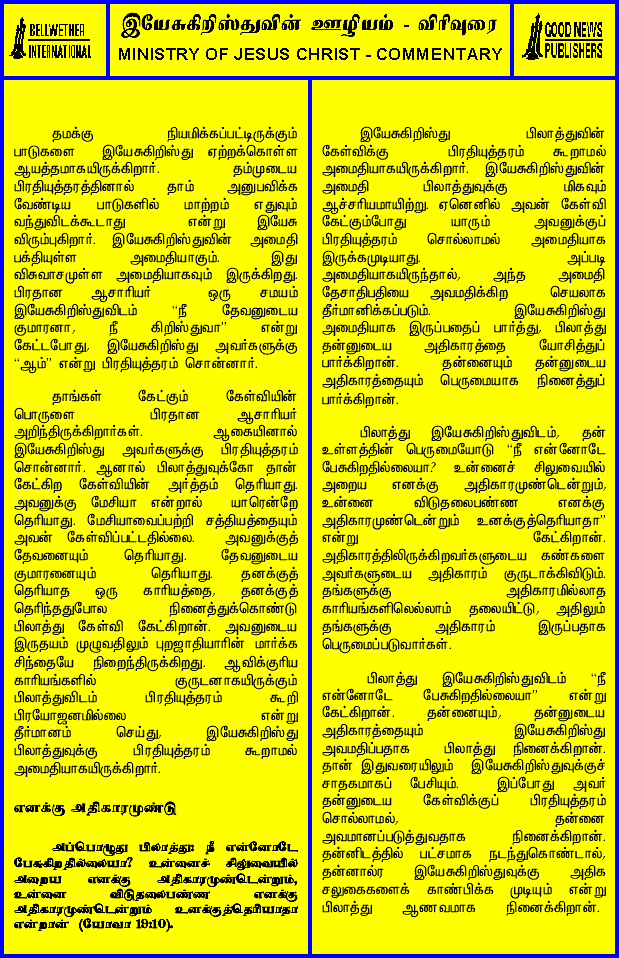 BELLWETHER
INTERNATIONAL
இயேசுகிறிஸ்துவின் ஊழியம் - விரிவுரை
MINISTRY OF JESUS CHRIST - COMMENTARY
GOOD NEWS
PUBLISHERS
தமக்கு நியமிக்கப்பட்டிருக்கும்
பாடுகளை இயேசுகிறிஸ்து ஏற்றக்கொள்ள
ஆயத்தமாகயிருக்கிறார். தம்முடைய
பிரதியுத்தரத்தினால் தாம் அனுபவிக்க
வேண்டிய பாடுகளில் மாற்றம் எதுவும்
வந்துவிடக்கூடாது என்று இயேசு
விரும்புகிறார். இயேசுகிறிஸ்துவின் அமைதி
பக்தியுள்ள அமைதியாகும். இது
விசுவாசமுள்ள அமைதியாகவும் இருக்கிறது.
பிரதான ஆசாரியர் ஒரு சமயம்
இயேசுகிறிஸ்துவிடம் “நீ தேவனுடைய
குமாரனா, நீ கிறிஸ்துவா” என்று
கேட்டபோது, இயேசுகிறிஸ்து அவர்களுக்கு
“ஆம்” என்று பிரதியுத்தரம் சொன்னார்.
தாங்கள் கேட்கும் கேள்வியின்
பொருளை பிரதான ஆசாரியர்
அறிந்திருக்கிறார்கள். ஆகையினால்
இயேசுகிறிஸ்து அவர்களுக்கு பிரதியுத்தரம்
சொன்னார். ஆனால் பிலாத்துவுக்கோ தான்
கேட்கிற கேள்வியின் அர்த்தம் தெரியாது.
அவனுக்கு மேசியா என்றால் யாரென்றே
தெரியாது. மேசியாவைப்பற்றி சத்தியத்தையும்
அவன் கேள்விப்பட்டதில்லை. அவனுக்குத்
தேவனையும் தெரியாது. தேவனுடைய
குமாரனையும் தெரியாது. தனக்குத்
தெரியாத ஒரு காரியத்தை, தனக்குத்
தெரிந்ததுபோல நினைத்துக்கொண்டு
பிலாத்து கேள்வி கேட்கிறான். அவனுடைய
இருதயம் முழுவதிலும் புறஜாதியாரின் மார்க்க
சிந்தையே நிறைந்திருக்கிறது. ஆவிக்குரிய
காரியங்களில் குருடனாகயிருக்கும்
பிலாத்துவிடம் பிரதியுத்தரம் கூறி
பிரயோஜனமில்லை என்று
தீர்மானம் செய்து, இயேசுகிறிஸ்து
பிலாத்துவுக்கு பிரதியுத்தரம் கூறாமல்
அமைதியாகயிருக்கிறார்.
எனக்கு அதிகாரமுண்டு
அப்பொழுது பிலாத்து: நீ என்னோடே
பேசுகிறதில்லையா? உன்னைச் சிலுவையில்
அறைய எனக்கு அதிகாரமுண்டென்றும்,
உன்னை விடுதலைபண்ண எனக்கு
அதிகாரமுண்டென்றும் உனக்குத்தெரியாதா
என்றான் (யோவா 19:10).
இயேசுகிறிஸ்து பிலாத்துவின்
கேள்விக்கு பிரதியுத்தரம் கூறாமல்
அமைதியாகயிருக்கிறார். இயேசுகிறிஸ்துவின்
அமைதி பிலாத்துவுக்கு மிகவும்
ஆச்சரியமாயிற்று. ஏனெனில் அவன் கேள்வி
கேட்கும்போது யாரும் அவனுக்குப்
பிரதியுத்தரம் சொல்லாமல் அமைதியாக
இருக்கமுடியாது. அப்படி
அமைதியாகயிருந்தால், அந்த அமைதி
தேசாதிபதியை அவமதிக்கிற செயலாக
தீர்மானிக்கப்படும். இயேசுகிறிஸ்து
அமைதியாக இருப்பதைப் பார்த்து, பிலாத்து
தன்னுடைய அதிகாரத்தை யோசித்துப்
பார்க்கிறான். தன்னையும் தன்னுடைய
அதிகாரத்தையும் பெருமையாக நினைத்துப்
பார்க்கிறான்.
பிலாத்து இயேசுகிறிஸ்துவிடம், தன்
உள்ளத்தின் பெருமையோடு “நீ என்னோடே
பேசுகிறதில்லையா? உன்னைச் சிலுவையில்
அறைய எனக்கு அதிகாரமுண்டென்றும்,
உன்னை விடுதலைபண்ண எனக்கு
அதிகாரமுண்டென்றும் உனக்குத்தெரியாதா”
என்று கேட்கிறான்.
அதிகாரத்திலிருக்கிறவர்களுடைய கண்களை
அவர்களுடைய அதிகாரம் குருடாக்கிவிடும்.
தங்களுக்கு அதிகாரமில்லாத
காரியங்களிலெல்லாம் தலையிட்டு, அதிலும்
தங்களுக்கு அதிகாரம் இருப்பதாக
பெருமைப்படுவார்கள்.
பிலாத்து இயேசுகிறிஸ்துவிடம் “நீ
என்னோடே பேசுகிறதில்லையா” என்று
கேட்கிறான். தன்னையும், தன்னுடைய
அதிகாரத்தையும் இயேசுகிறிஸ்து
அவமதிப்பதாக பிலாத்து நினைக்கிறான்.
தான் இதுவரையிலும் இயேசுகிறிஸ்துவுக்குச்
சாதகமாகப் பேசியும். இப்போது அவர்
தன்னுடைய கேள்விக்குப் பிரதியுத்தரம்
சொல்லாமல், தன்னை
அவமானப்படுத்துவதாக நினைக்கிறான்.
தன்னிடத்தில் பட்சமாக நடந்துகொண்டால்,
தன்னால்ர இயேசுகிறிஸ்துவுக்கு அதிக
சலுகைகளைக் காண்பிக்க முடியும் என்று
பிலாத்து ஆணவமாக நினைக்கிறான்.